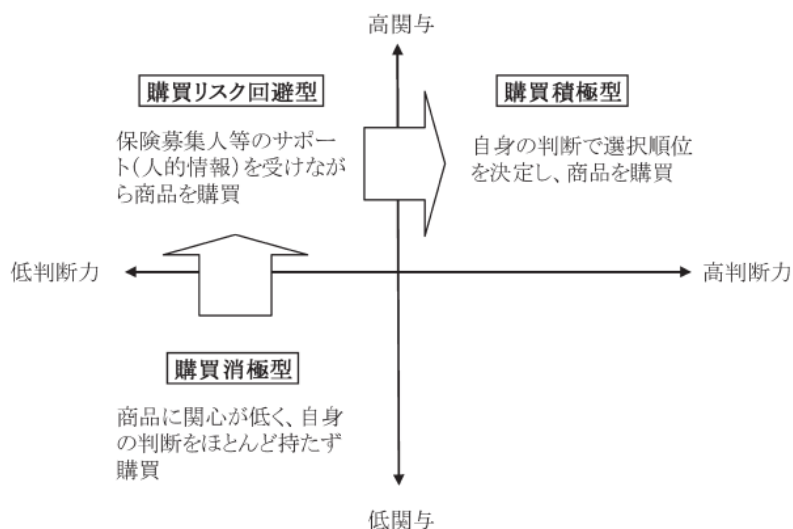 高関与
購買リスク回避型
保険募集人等のサポー
ト(人的情報)を受けなが
ら商品を購買
購買積極型
自身の判断で選択順位
を決定し、商品を購買
低判断力
高判断力
購買消極型
商品に関心が低く、自身
の判断をほとんど持たず
購買
低関与